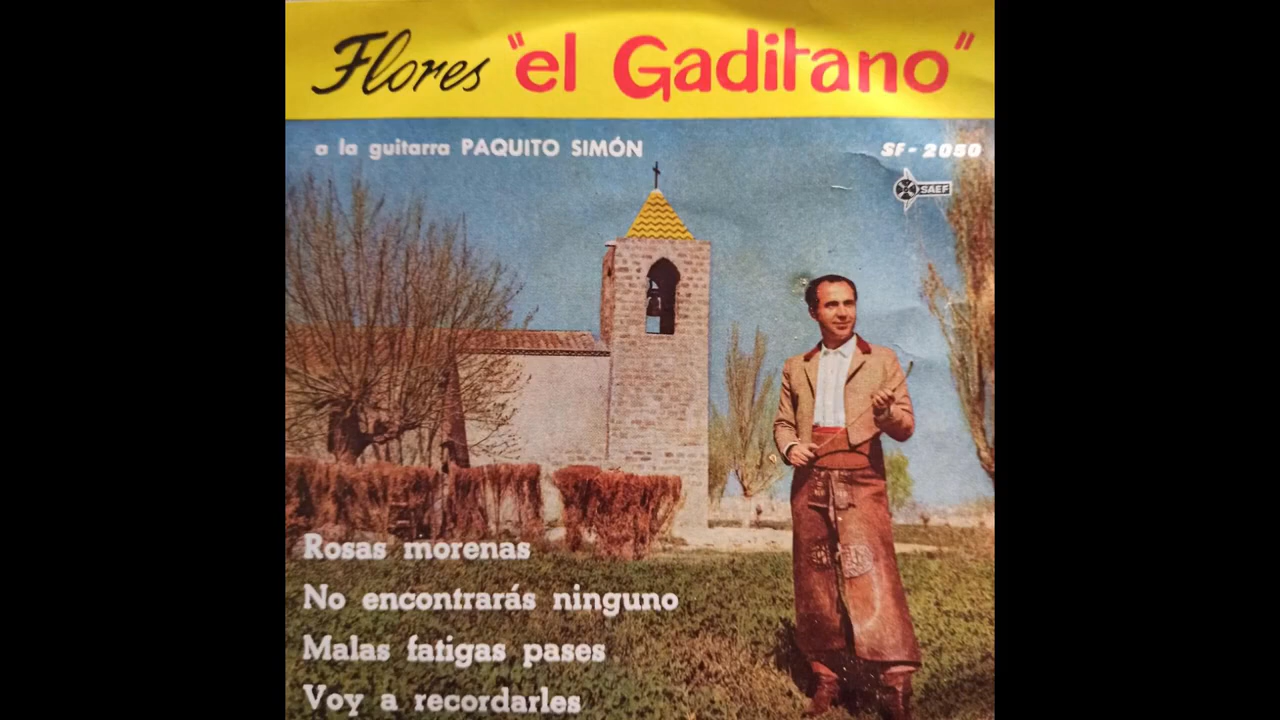 Flores "el Gaditano"
a la guitarra PAQUITO SIMÓN
SF - 2050
SAEF
Rosas morenas
No encontrarás ninguno
Malas fatigas pases
Voy a recordarles